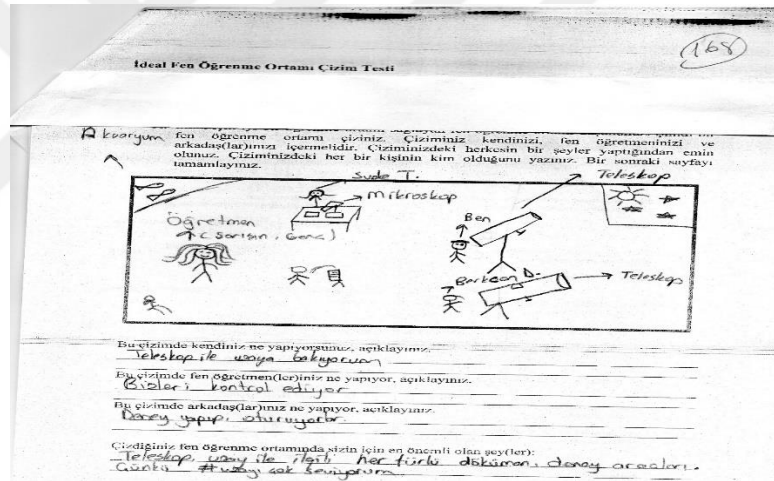 168
İdeal Fen Öğrenme Ortamı Çizim Testi
fen öğrenme ortamı çiziniz. Çiziminiz kendinizi, fen öğretmeninizi ve
arkadaş(lar)ınızı içermelidir. Çiziminizdeki herkesin bir şeyler yaptığından emin
olunuz. Çiziminizdeki her bir kişinin kim olduğunu yazınız. Bir sonraki sayfayı
tamamlayınız.
Akvaryum
Sude T.
Teleskop
Mikroskop
Öğretmen
(Sarışın, Genç)
Ben
Berkcan D.
Teleskop
Bu çizimde kendiniz ne yapıyorsunuz, açıklayınız.
Teleskop ile uzaya bakıyorum
Bu çizimde fen öğretmen(ler)iniz ne yapıyor, açıklayınız.
Bizleri kontrol ediyor
Bu çizimde arkadaş(lar)ınız ne yapıyor, açıklayınız.
Deney yapıp, oturuyorlar.
Çizdiğiniz fen öğrenme ortamında sizin için en önemli olan şey(ler):
Teleskop, uzay ile ilgili her türlü döküman, deney araçları.
Çünkü uzayı çok seviyorum